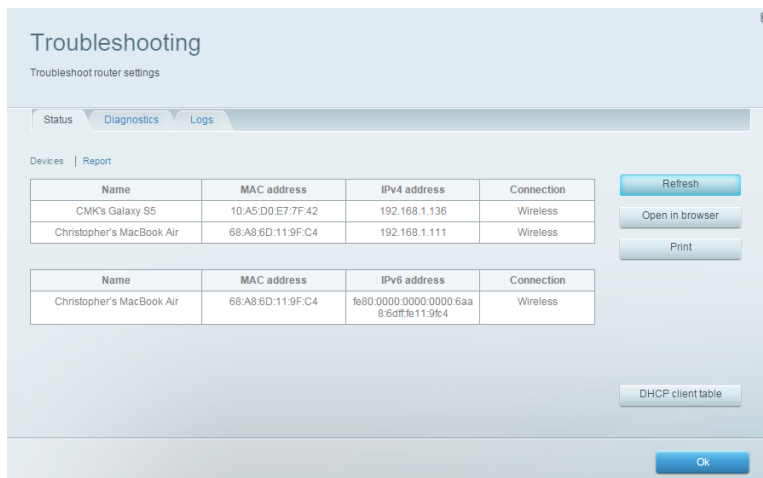 Troubleshooting
Troubleshoot router settings
Status Diagnostics Logs
Devices | Report
Name MAC address IPv4 address Connection
CMK's Galaxy S5 10:A5:D0:E7:7F:42 192.168.1.136 Wireless
Christopher's MacBook Air 68:A8:6D:11:9F:C4 192.168.1.111 Wireless
Name MAC address IPv6 address Connection
Christopher's MacBook Air 68:A8:6D:11:9F:C4 fe80:0000:0000:0000:6aa Wireless
8:6dff:fe11:9fc4
Refresh
Open in browser
Print
DHCP client table
Ok